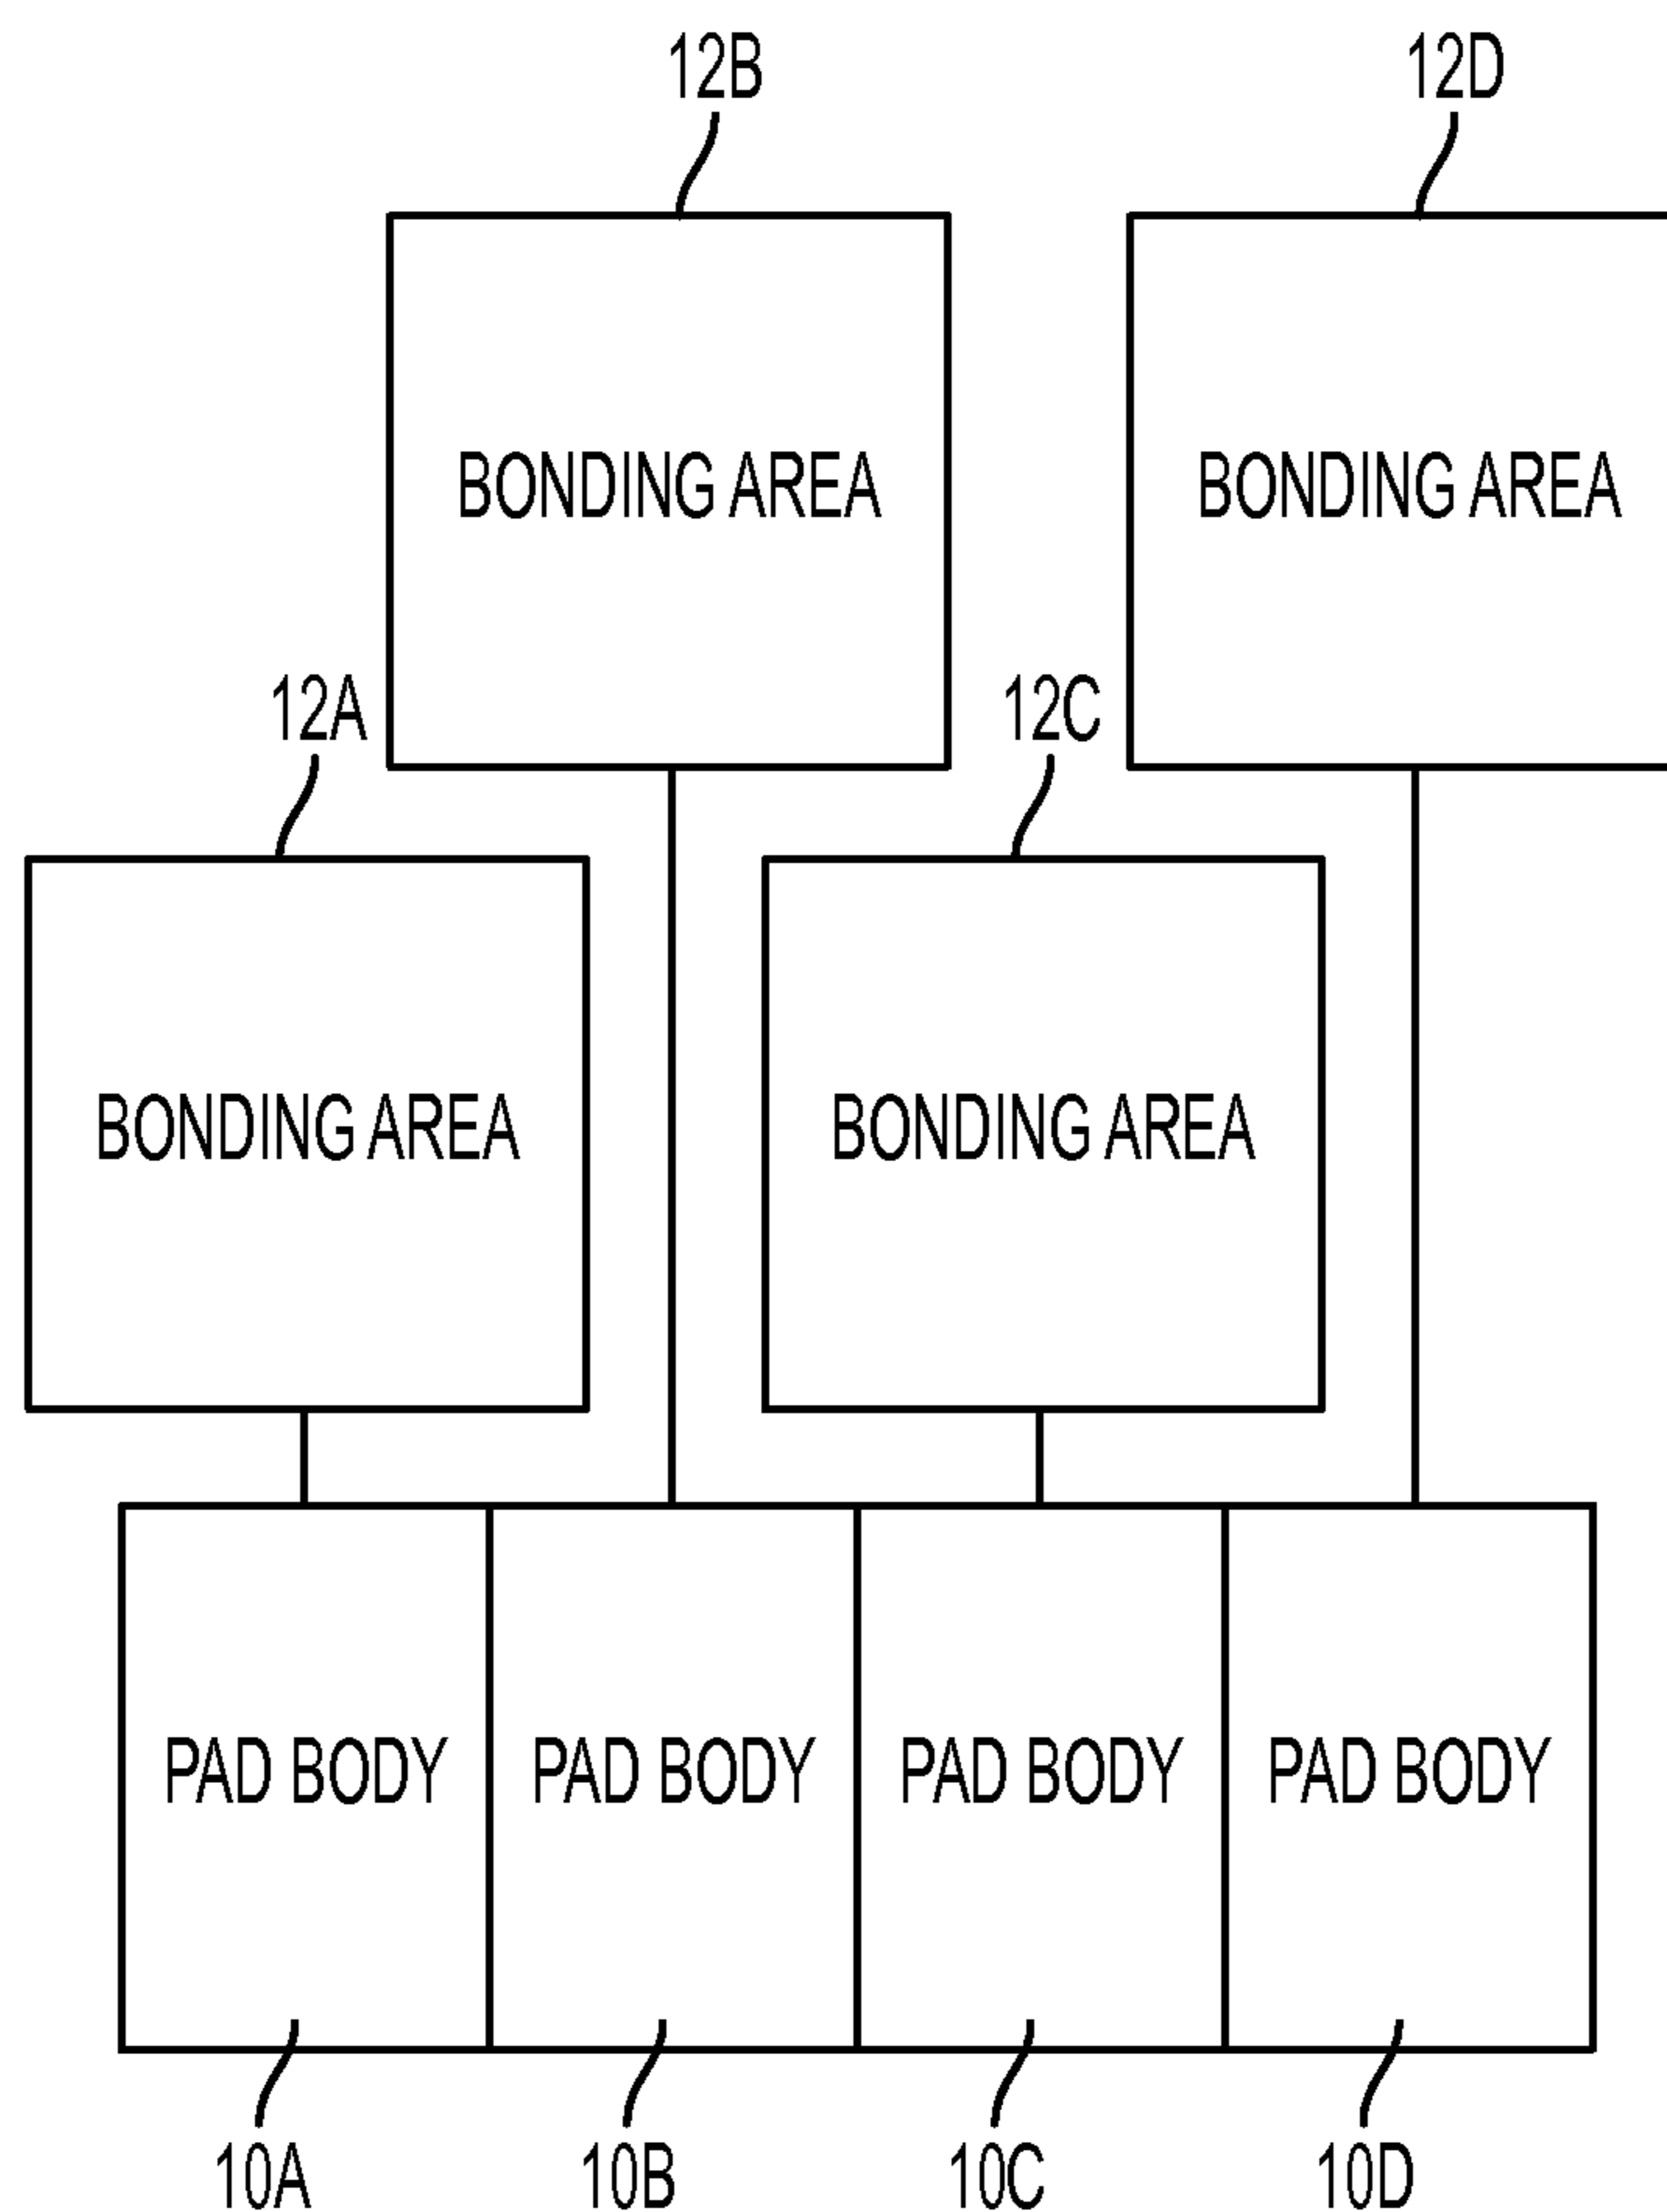 12B
12D
BONDING AREA
BONDING AREA
12A
12C
BONDING AREA
BONDING AREA
PAD BODY
PAD BODY
PAD BODY
PAD BODY
10A
10B
10C
10D